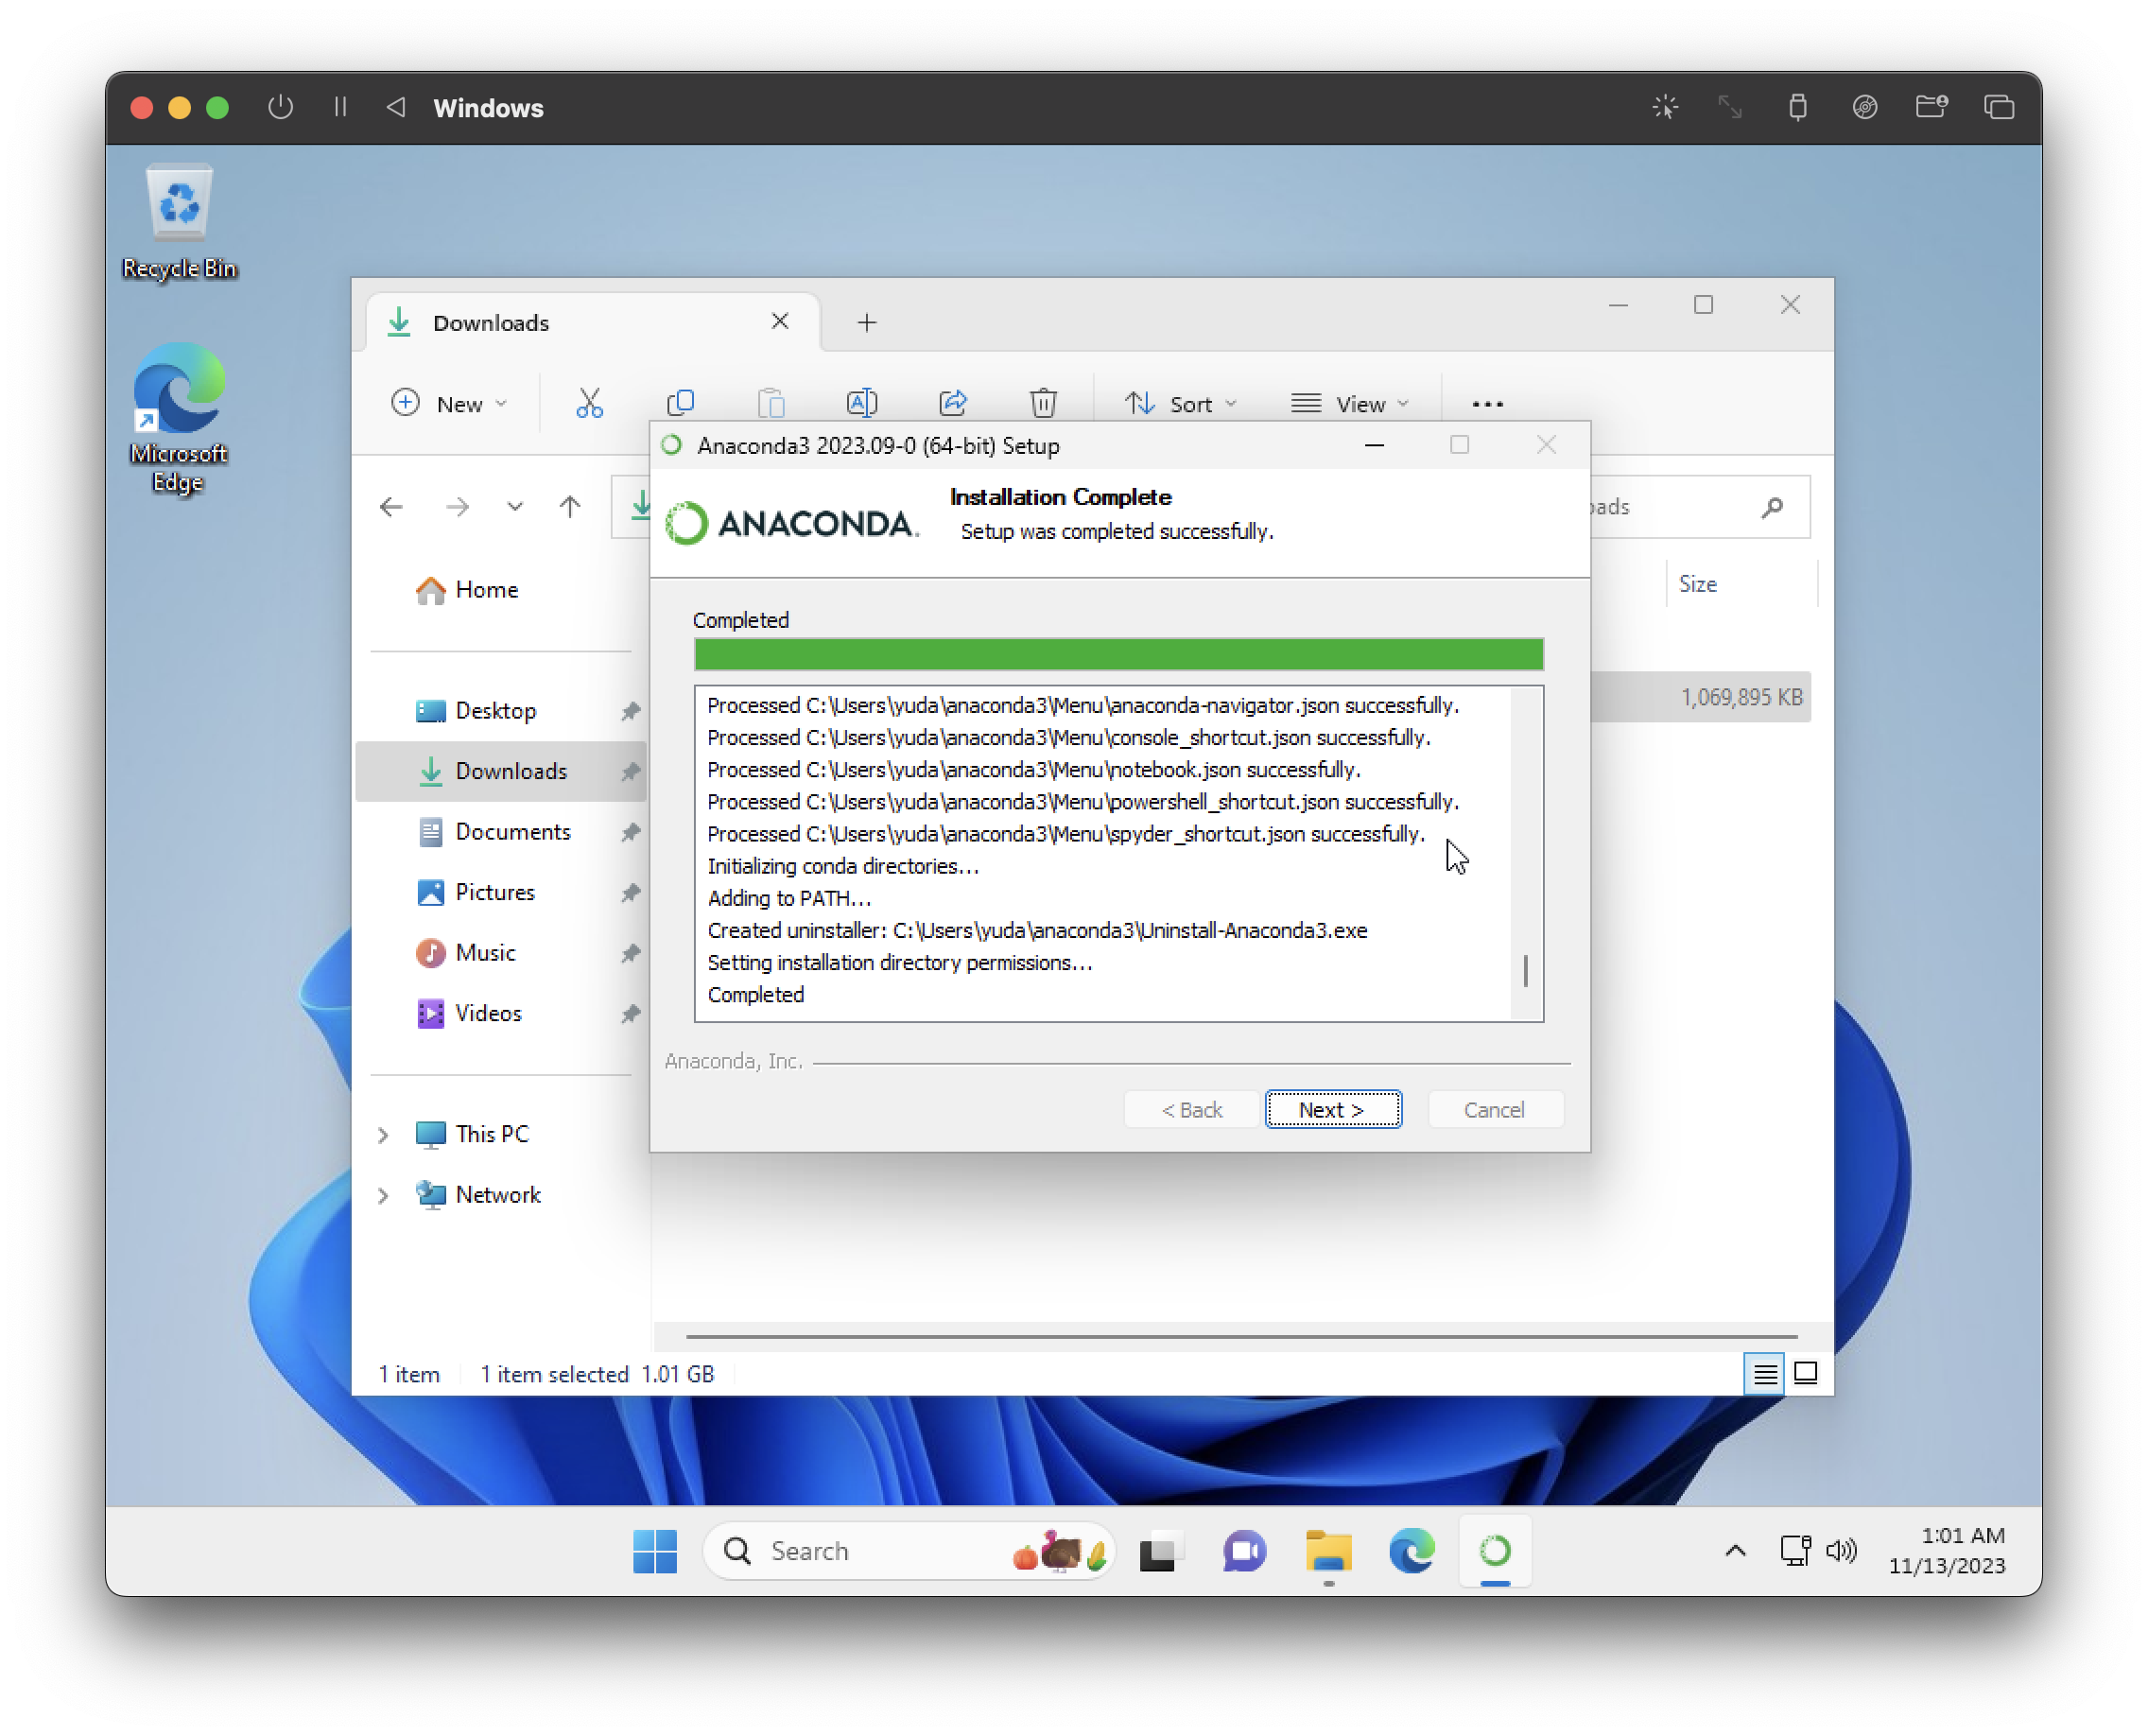 Windows
Recycle Bin
Microsoft
Edge
Downloads
New
Sort
View
Anaconda3 2023.09-0 (64-bit) Setup
ANACONDA.
Installation Complete
Setup was completed successfully.
Size
Home
Completed
1,069,895 KB
Desktop
Downloads
Documents
Pictures
Music
Videos
This PC
Network
Processed C:\Users\yuda\anaconda3\Menu\anaconda-navigator.json successfully.
Processed C:\Users\yuda\anaconda3\Menu\console_shortcut.json successfully.
Processed C:\Users\yuda\anaconda3\Menu\notebook.json successfully.
Processed C:\Users\yuda\anaconda3\Menu\powershell_shortcut.json successfully.
Processed C:\Users\yuda\anaconda3\Menu\spyder_shortcut.json successfully.
Initializing conda directories...
Adding to PATH...
Created uninstaller: C:\Users\yuda\anaconda3\Uninstall-Anaconda3.exe
Setting installation directory permissions...
Completed
Anaconda, Inc.
< Back
Next >
Cancel
1 item
1 item selected 1.01 GB
Search
1:01 AM
11/13/2023